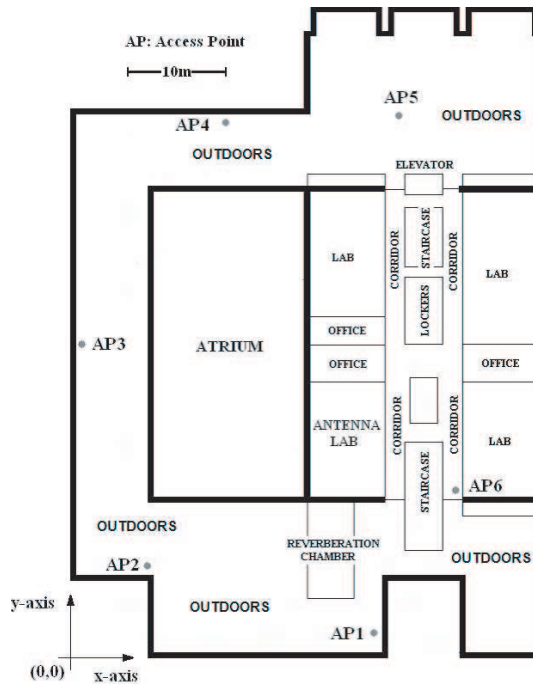 AP: Access Point
10m
AP4
AP5
OUTDOORS
OUTDOORS
ELEVATOR
CORRIDOR
STAIRCASE
CORRIDOR
LAB
LAB
LOCKERS
OFFICE
AP3
ATRIUM
OFFICE
OFFICE
ANTENNA
LAB
CORRIDOR
CORRIDOR
LAB
STAIRCASE
AP6
OUTDOORS
REVERBERATION
CHAMBER
OUTDOORS
AP2
y-axis
OUTDOORS
AP1
(0,0)
x-axis